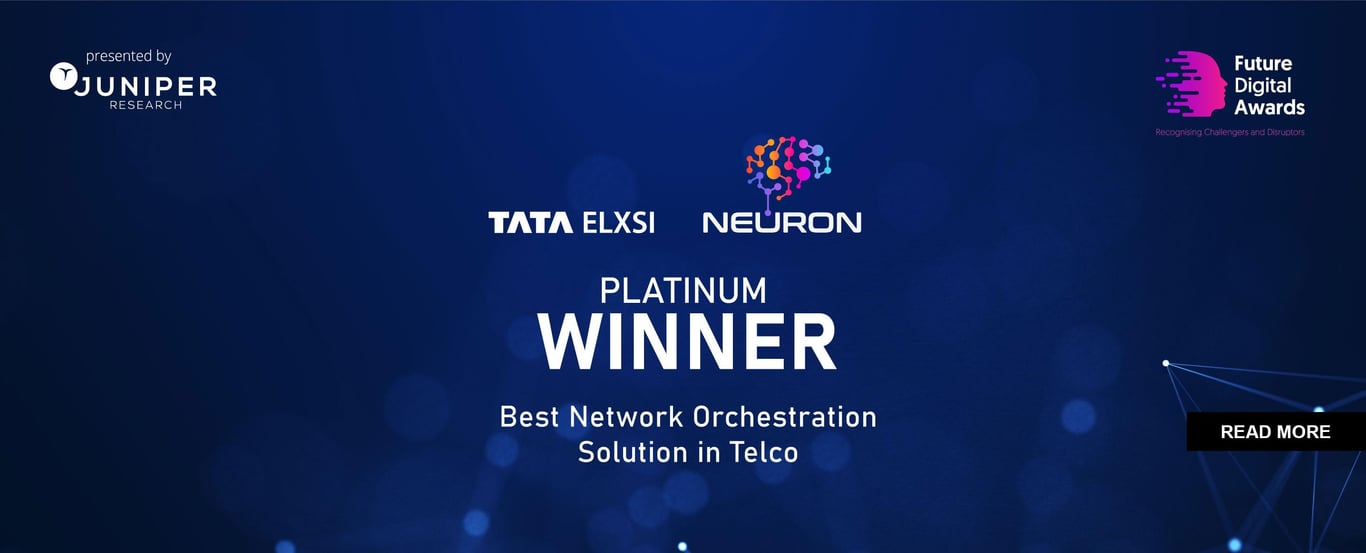 presented by
JUNIPER
RESEARCH
Future
Digital
Awards
Recognising Challengers and Disruptors
TATA ELXSI
NEURON
PLATINUM
WINNER
Best Network Orchestration
Solution in Telco
READ MORE